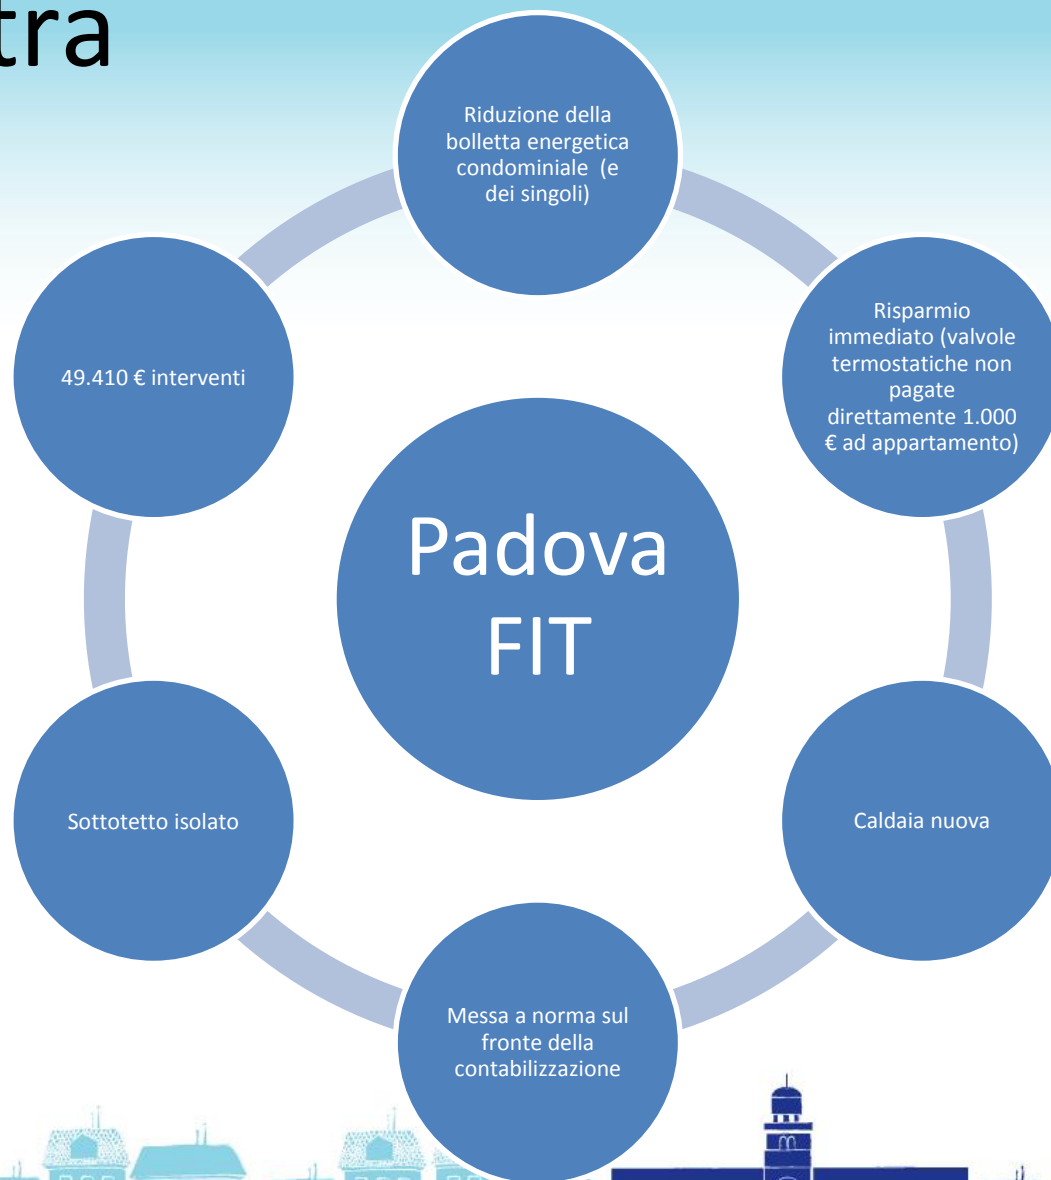 tra
Riduzione della
bolletta energetica
condominiale (e
dei singoli)
Risparmio
immediato (valvole
termostatiche non
pagate
direttamente 1.000
€ ad appartamento)
Caldaia nuova
Messa a norma sul
fronte della
contabilizzazione
Sottotetto isolato
49.410 € interventi
Padova
FIT